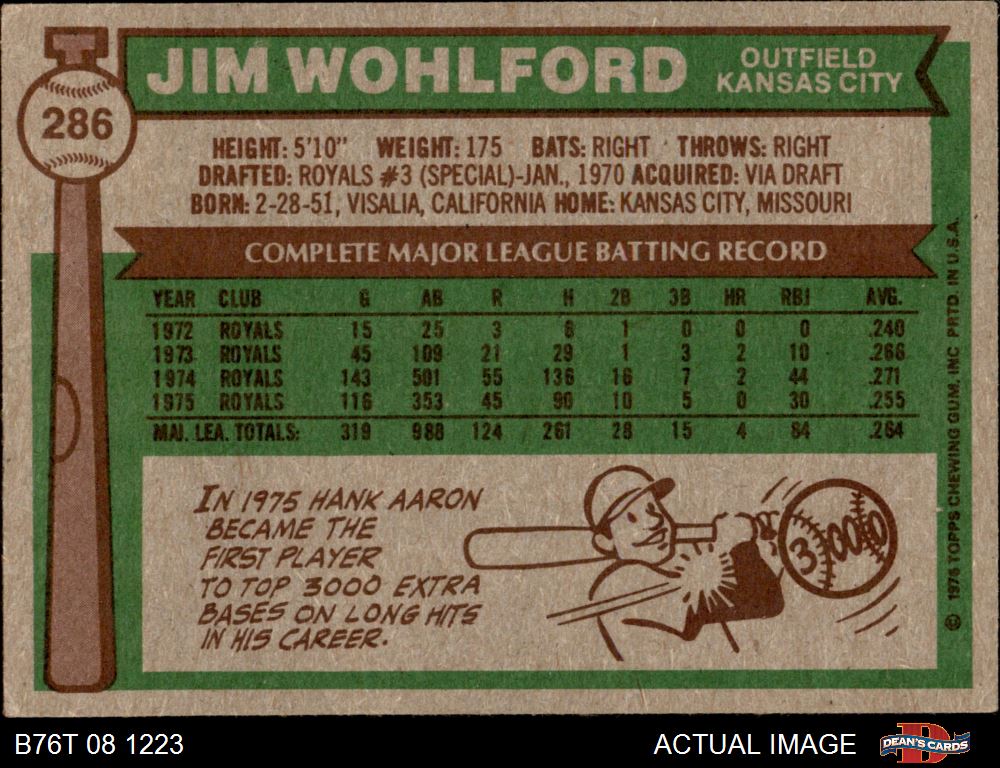 T
286
JIM WOHLFORD
OUTFIELD
KANSAS CITY
HEIGHT: 5'10" WEIGHT: 175 BATS: RIGHT THROWS: RIGHT
DRAFTED: ROYALS #3 (SPECIAL)-JAN., 1970 ACQUIRED: VIA DRAFT
BORN: 2-28-51, VISALIA, CALIFORNIA HOME: KANSAS CITY, MISSOURI
COMPLETE MAJOR LEAGUE BATTING RECORD
YEAR CLUB G AB R H 2B 3B HR RBI AVG.
1972 ROYALS 15 25 3 6 1 0 0 0 .240
1973 ROYALS 45 109 21 29 1 3 2 10 .266
1974 ROYALS 143 501 55 136 16 7 2 44 .271
1975 ROYALS 116 353 45 90 10 5 0 30 .255
MAJ. LEA. TOTALS: 319 988 124 261 28 15 4 84 .264
IN 1975 HANK AARON
BECAME THE
FIRST PLAYER
TO TOP 3000 EXTRA
BASES ON LONG HITS
IN HIS CAREER.
3,000
© 1976 TOPPS CHEWING GUM, INC PRTD. IN U.S.A.
B76T 08 1223
ACTUAL IMAGE
DEAN'S CARDS